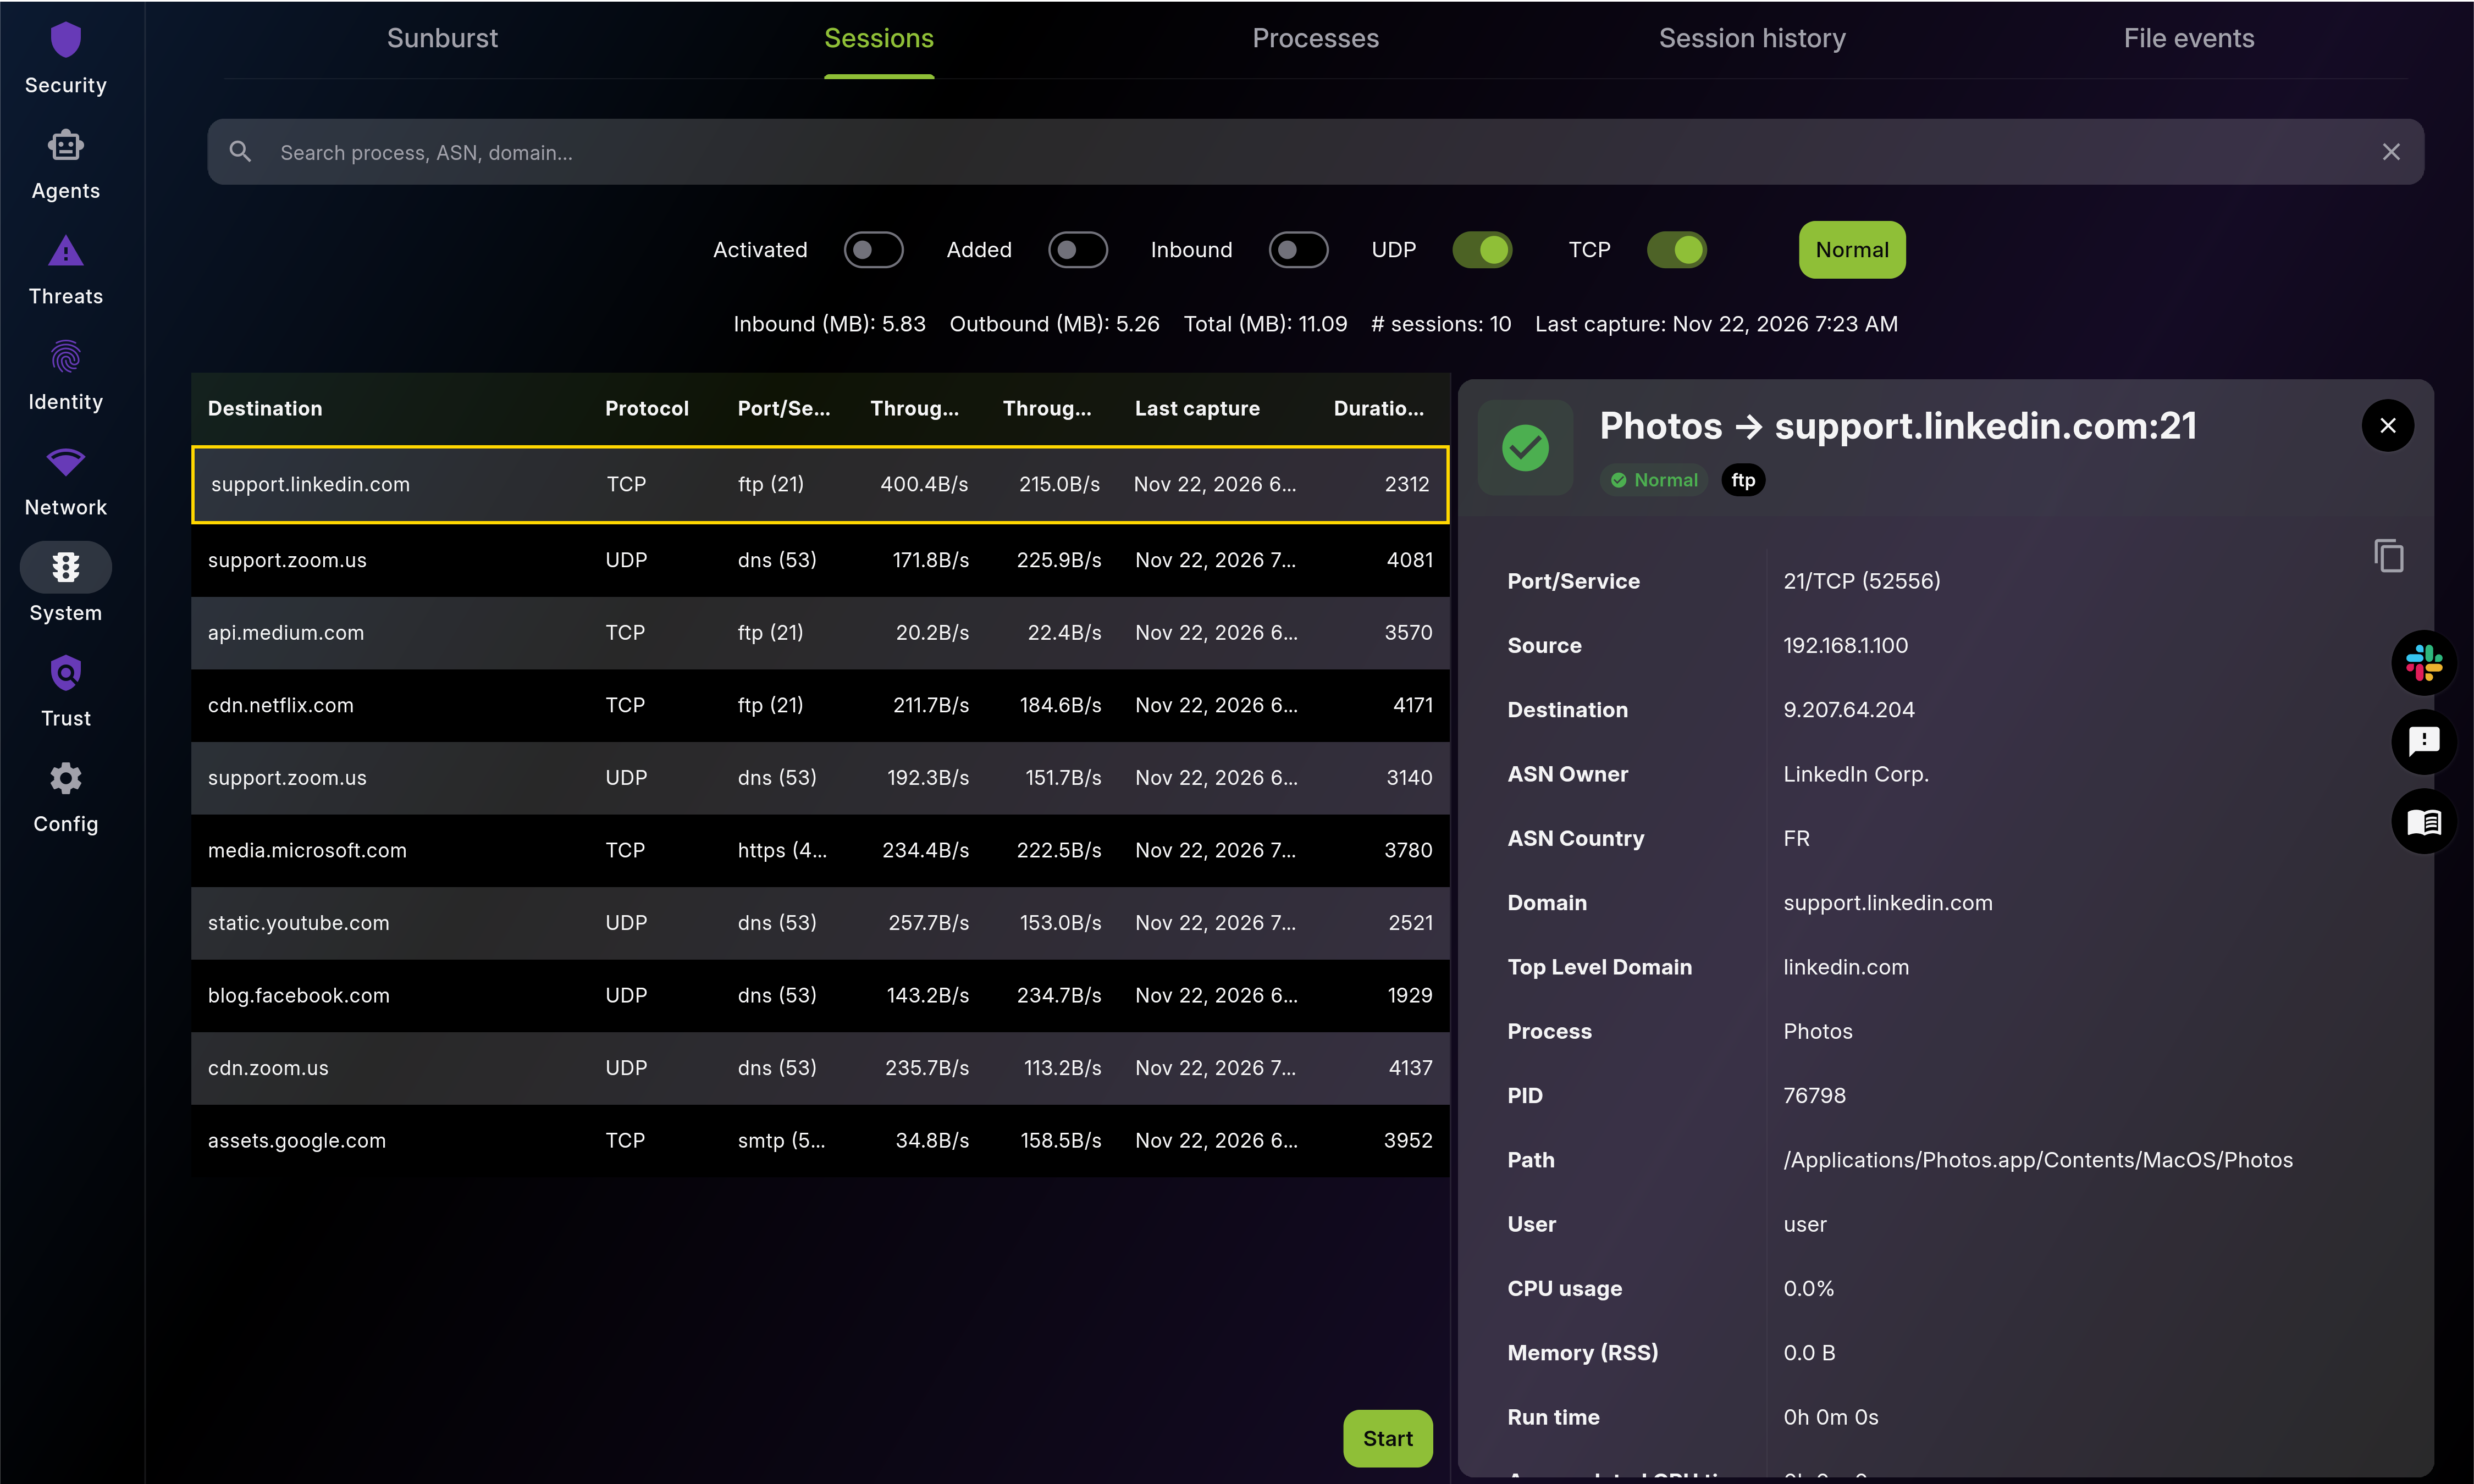 Security
Agents
Threats
Identity
Network
System
Trust
Config
Sunburst Sessions Processes Session history File events
Search process, ASN, domain...
Activated Added Inbound UDP TCP Normal
Inbound (MB): 5.83 Outbound (MB): 5.26 Total (MB): 11.09 # sessions: 10 Last capture: Nov 22, 2026 7:23 AM
Destination Protocol Port/Se... Throug... Throug... Last capture Duratio...
support.linkedin.com TCP ftp (21) 400.4B/s 215.0B/s Nov 22, 2026 6... 2312
support.zoom.us UDP dns (53) 171.8B/s 225.9B/s Nov 22, 2026 7... 4081
api.medium.com TCP ftp (21) 20.2B/s 22.4B/s Nov 22, 2026 6... 3570
cdn.netflix.com TCP ftp (21) 211.7B/s 184.6B/s Nov 22, 2026 6... 4171
support.zoom.us UDP dns (53) 192.3B/s 151.7B/s Nov 22, 2026 6... 3140
media.microsoft.com TCP https (4... 234.4B/s 222.5B/s Nov 22, 2026 7... 3780
static.youtube.com UDP dns (53) 257.7B/s 153.0B/s Nov 22, 2026 7... 2521
blog.facebook.com UDP dns (53) 143.2B/s 234.7B/s Nov 22, 2026 6... 1929
cdn.zoom.us UDP dns (53) 235.7B/s 113.2B/s Nov 22, 2026 7... 4137
assets.google.com TCP smtp (5... 34.8B/s 158.5B/s Nov 22, 2026 6... 3952
Start
Photos → support.linkedin.com:21
Normal ftp
Port/Service 21/TCP (52556)
Source 192.168.1.100
Destination 9.207.64.204
ASN Owner LinkedIn Corp.
ASN Country FR
Domain support.linkedin.com
Top Level Domain linkedin.com
Process Photos
PID 76798
Path /Applications/Photos.app/Contents/MacOS/Photos
User user
CPU usage 0.0%
Memory (RSS) 0.0 B
Run time 0h 0m 0s